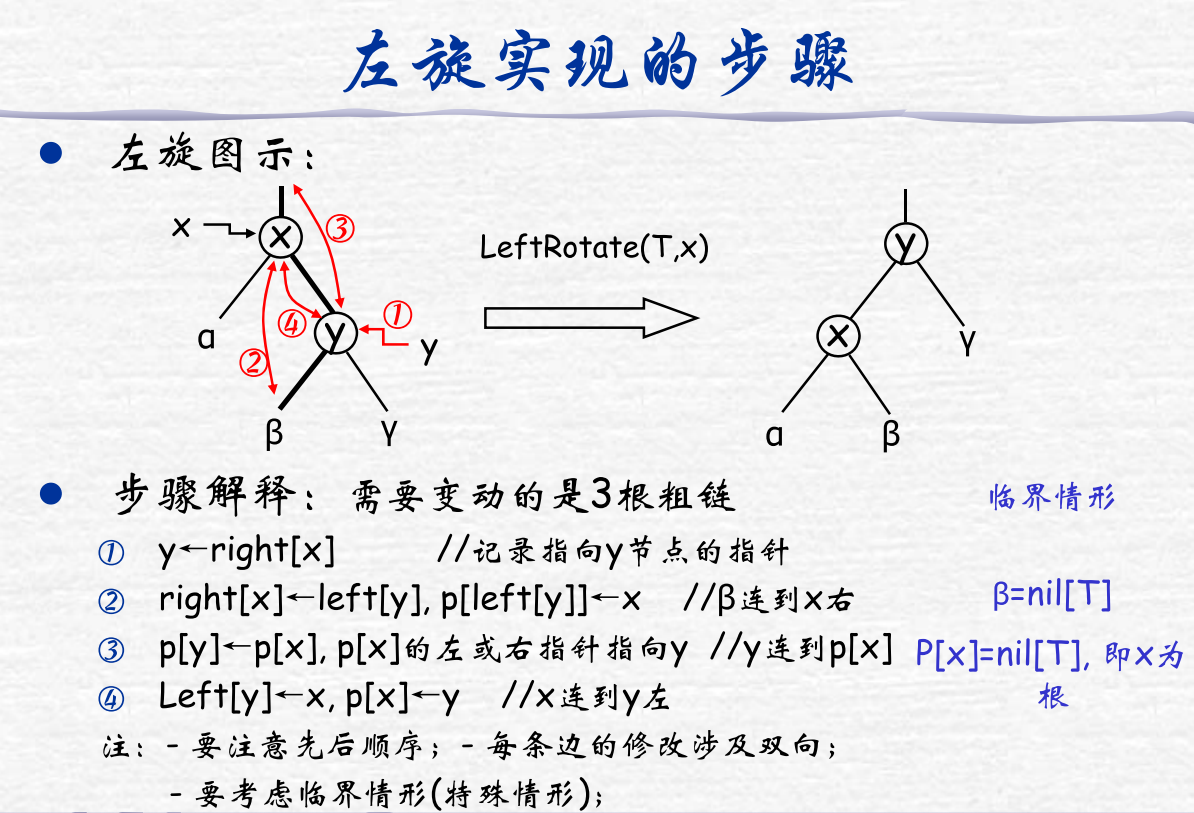 左旋实现的步骤
● 左旋图示：
x
x
③
④
①
y
y
α
②
β
γ
LeftRotate(T,x)
y
x
γ
α
β
● 步骤解释：需要变动的是3根粗链
临界情形
① y←right[x] //记录指向y节点的指针
② right[x]←left[y], p[left[y]]←x //β连到x右
β=nil[T]
③ p[y]←p[x], p[x]的左或右指针指向y //y连到p[x]
P[x]=nil[T], 即x为
根
④ Left[y]←x, p[x]←y //x连到y左
注：- 要注意先后顺序；- 每条边的修改涉及双向；
- 要考虑临界情形(特殊情形)；